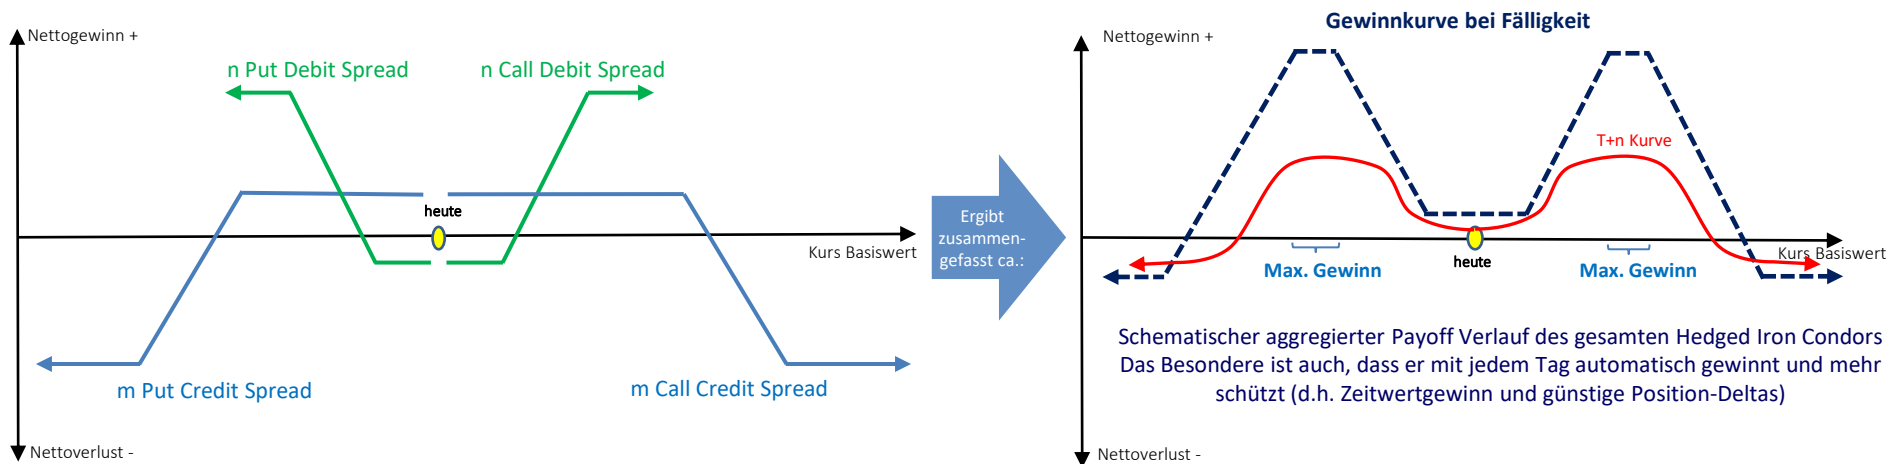 Nettogewinn +
n Put Debit Spread
n Call Debit Spread
heute
Kurs Basiswert
m Put Credit Spread
m Call Credit Spread
Nettoverlust -
Ergibt
zusammen-
gefasst ca.:
Gewinnkurve bei Fälligkeit
Nettogewinn +
T+n Kurve
Kurs Basiswert
Max. Gewinn
heute
Max. Gewinn
Schematischer aggregierter Payoff Verlauf des gesamten Hedged Iron Condors
Das Besondere ist auch, dass er mit jedem Tag automatisch gewinnt und mehr
schützt (d.h. Zeitwertgewinn und günstige Position-Deltas)
Nettoverlust -